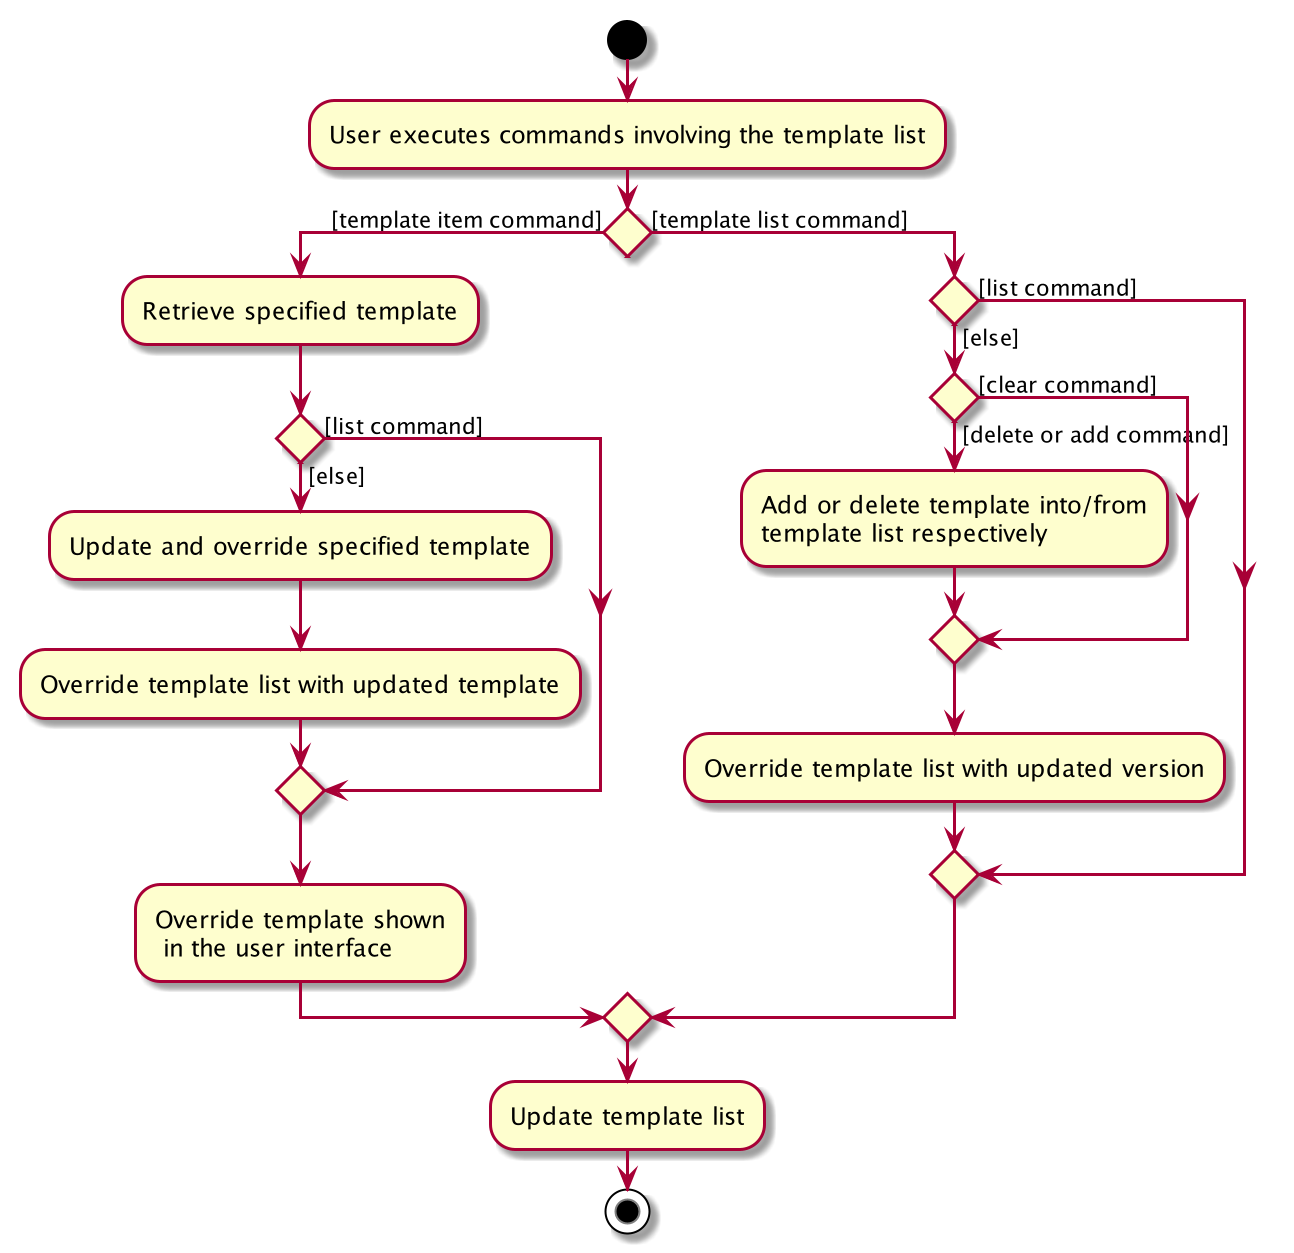 User executes commands involving the template list
[template item command]
[template list command]
Retrieve specified template
[list command]
[else]
Update and override specified template
Override template list with updated template
Override template shown
in the user interface
[list command]
[else]
[clear command]
[delete or add command]
Add or delete template into/from
template list respectively
Override template list with updated version
Update template list